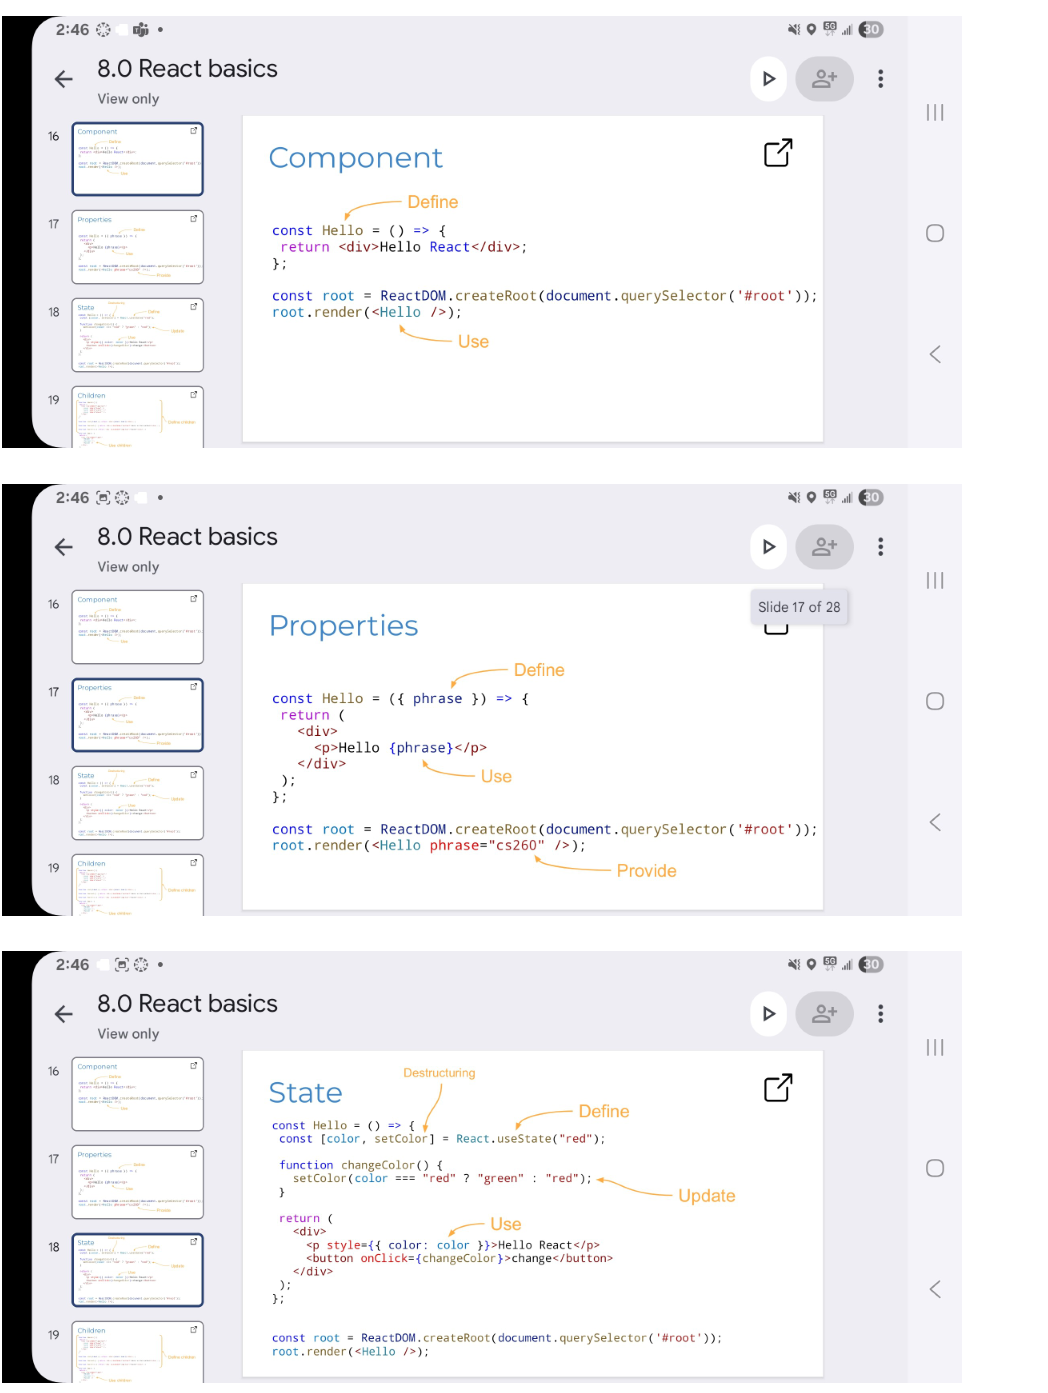 2:46
5G
30
8.0 React basics
View only
16
Component
17
Properties
18
State
19
Children
Component
Define
const Hello = () => {
return <div>Hello React</div>;
};
const root = ReactDOM.createRoot(document.querySelector('#root'));
root.render(<Hello />);
Use
2:46
5G
30
8.0 React basics
View only
16
Component
17
Properties
18
State
19
Children
Slide 17 of 28
Properties
Define
const Hello = ({ phrase }) => {
return (
<div>
<p>Hello {phrase}</p>
</div>
);
};
Use
const root = ReactDOM.createRoot(document.querySelector('#root'));
root.render(<Hello phrase="cs260" />);
Provide
2:46
5G
30
8.0 React basics
View only
16
Component
17
Properties
18
State
19
Children
State
Destructuring
Define
const Hello = () => {
const [color, setColor] = React.useState("red");
function changeColor() {
setColor(color === "red" ? "green" : "red");
}
Update
return (
Use
<div>
<p style={{ color: color }}>Hello React</p>
<button onClick={changeColor}>change</button>
</div>
);
};
const root = ReactDOM.createRoot(document.querySelector('#root'));
root.render(<Hello />);